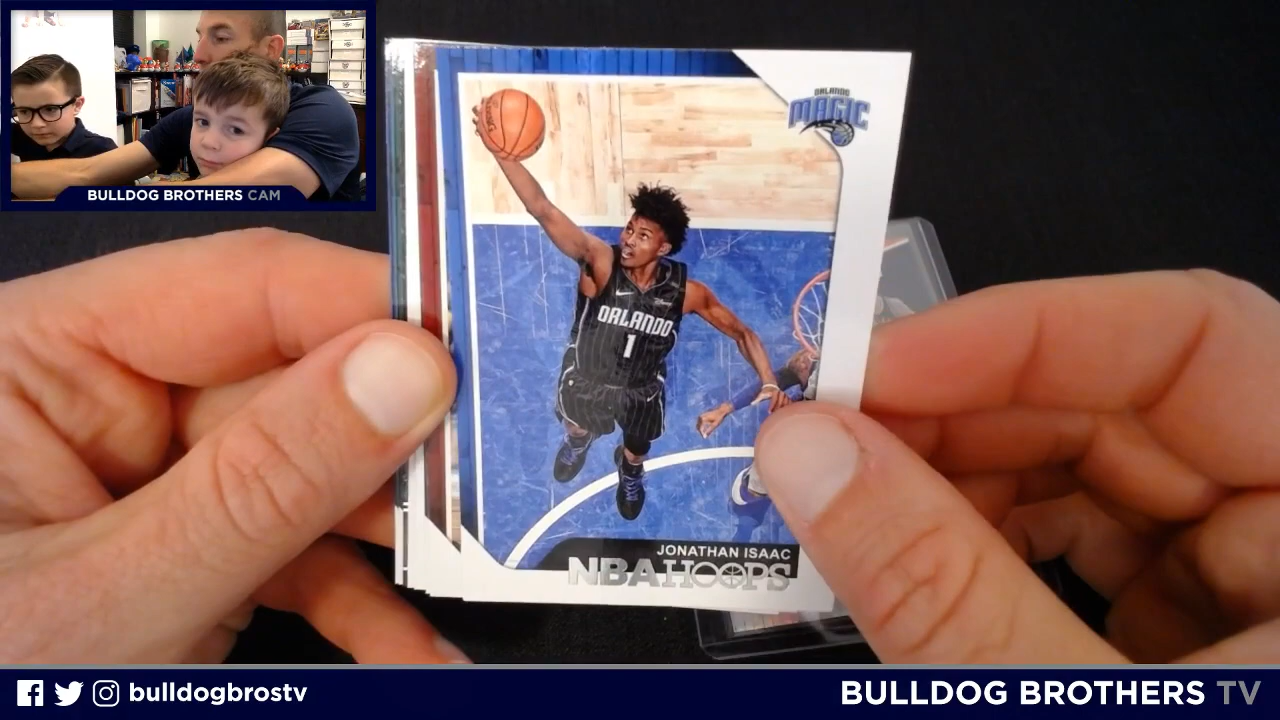 BULLDOG BROTHERS CAM
ORLANDO
MAGIC
ORLANDO
1
JONATHAN ISAAC
NBA HOOPS
bulldogbrostv
BULLDOG BROTHERS TV